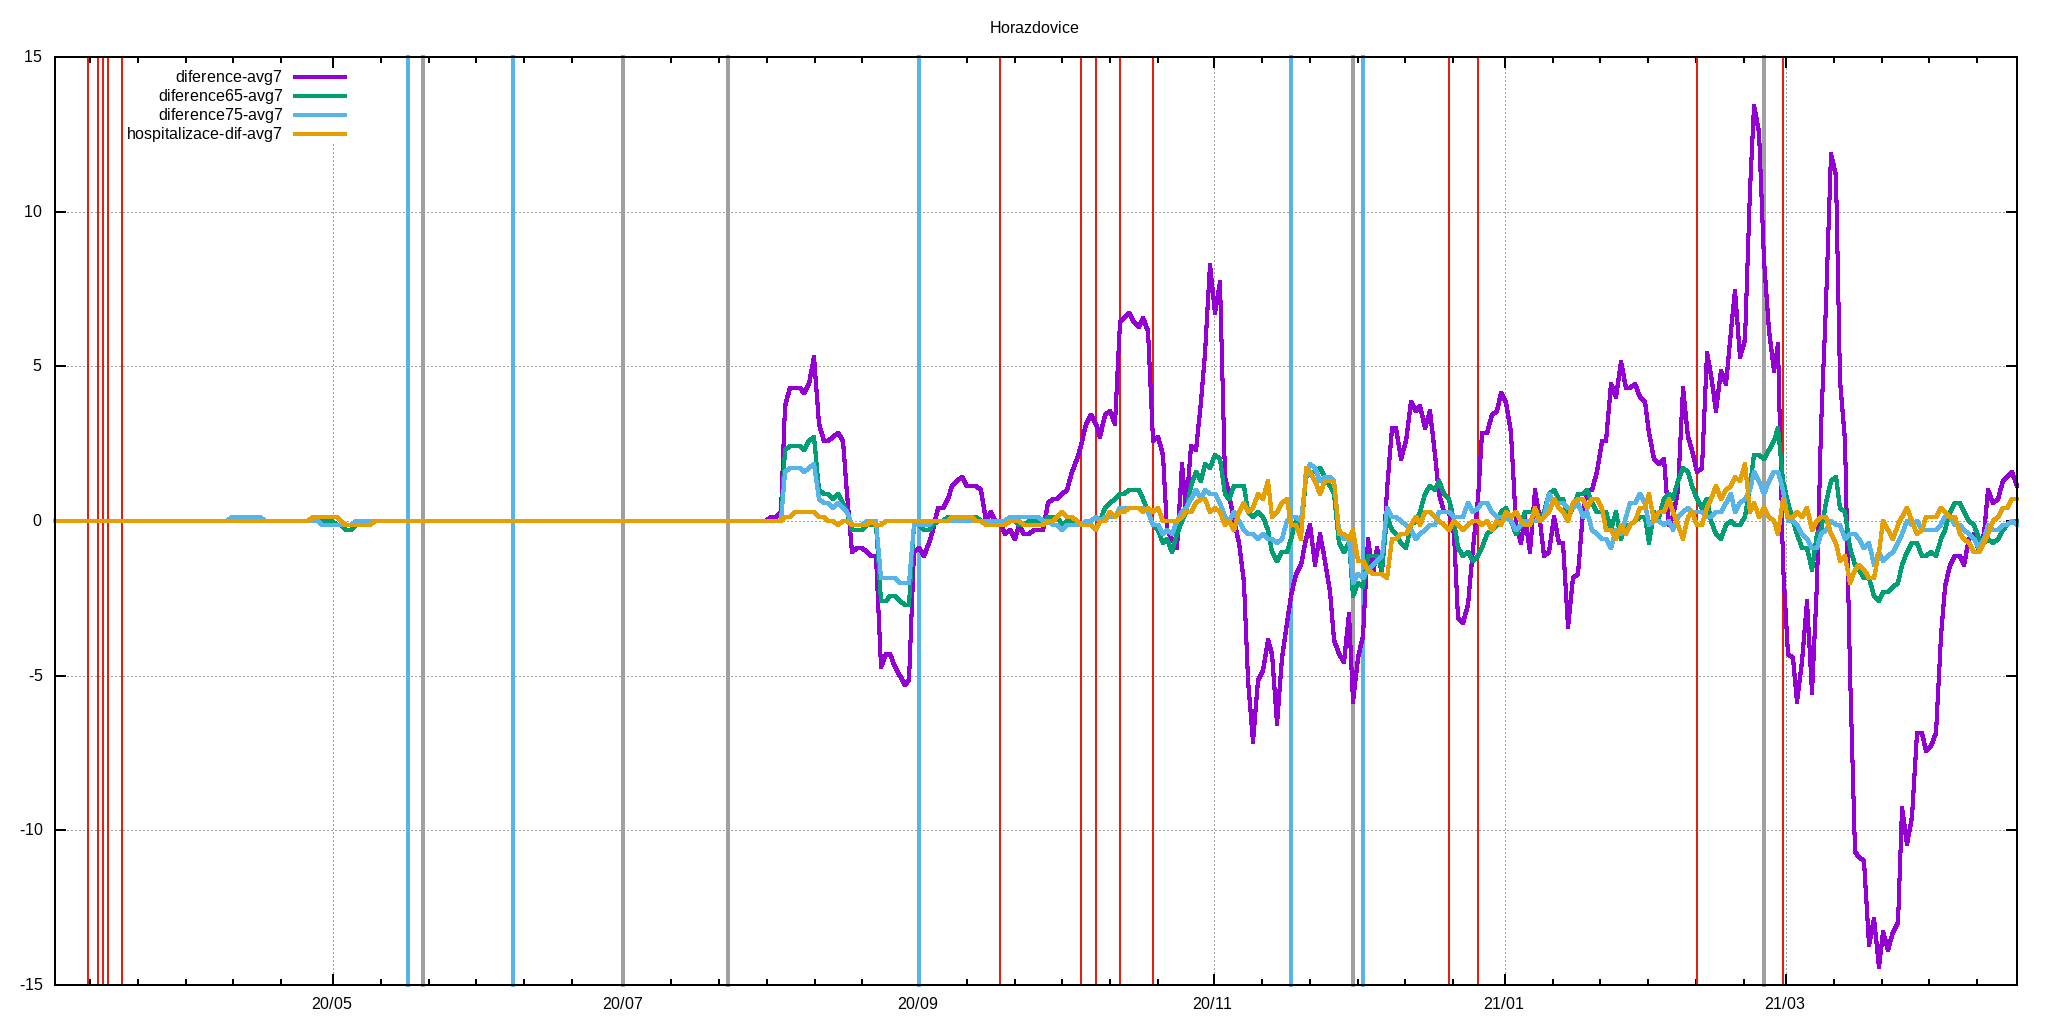 Horazdovice
15
diference-avg7
diference65-avg7
diference75-avg7
hospitalizace-dif-avg7
10
5
0
-5
-10
-15
20/05 20/07 20/09 20/11 21/01 21/03